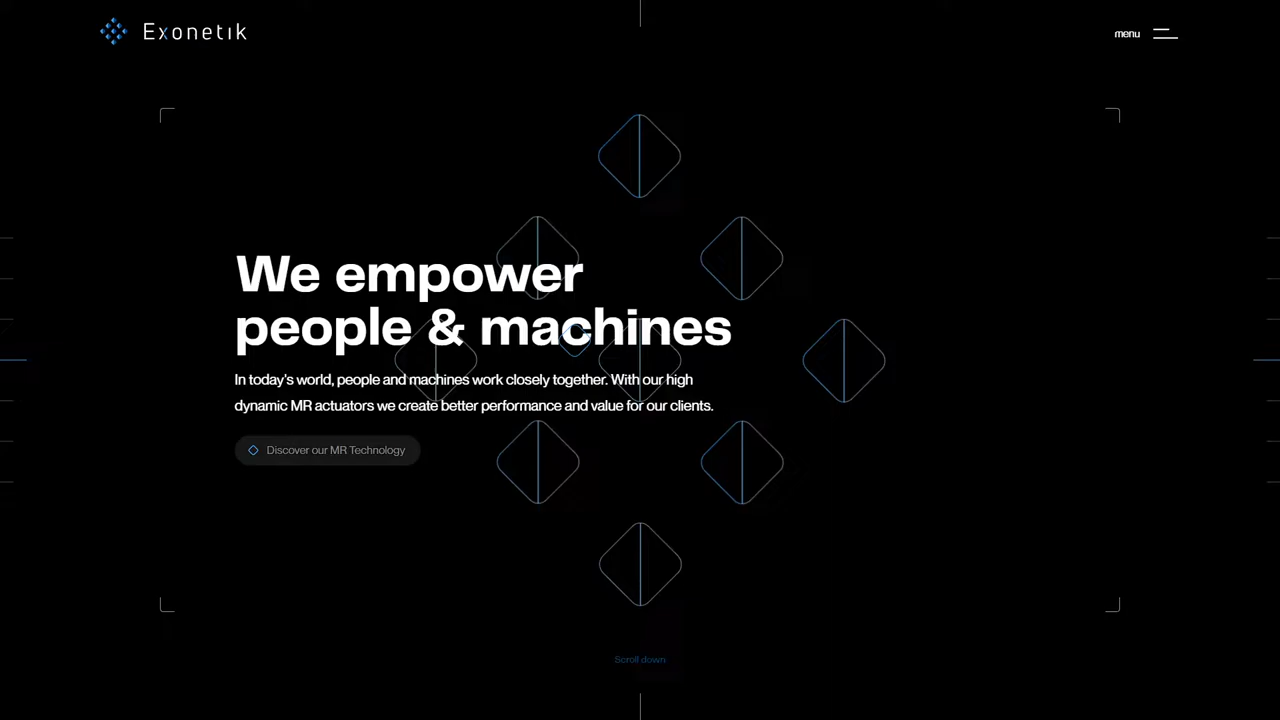 Exonetik
menu
We empower
people & machines
In today's world, people and machines work closely together. With our high
dynamic MR actuators we create better performance and value for our clients.
Discover our MR Technology
Scroll down